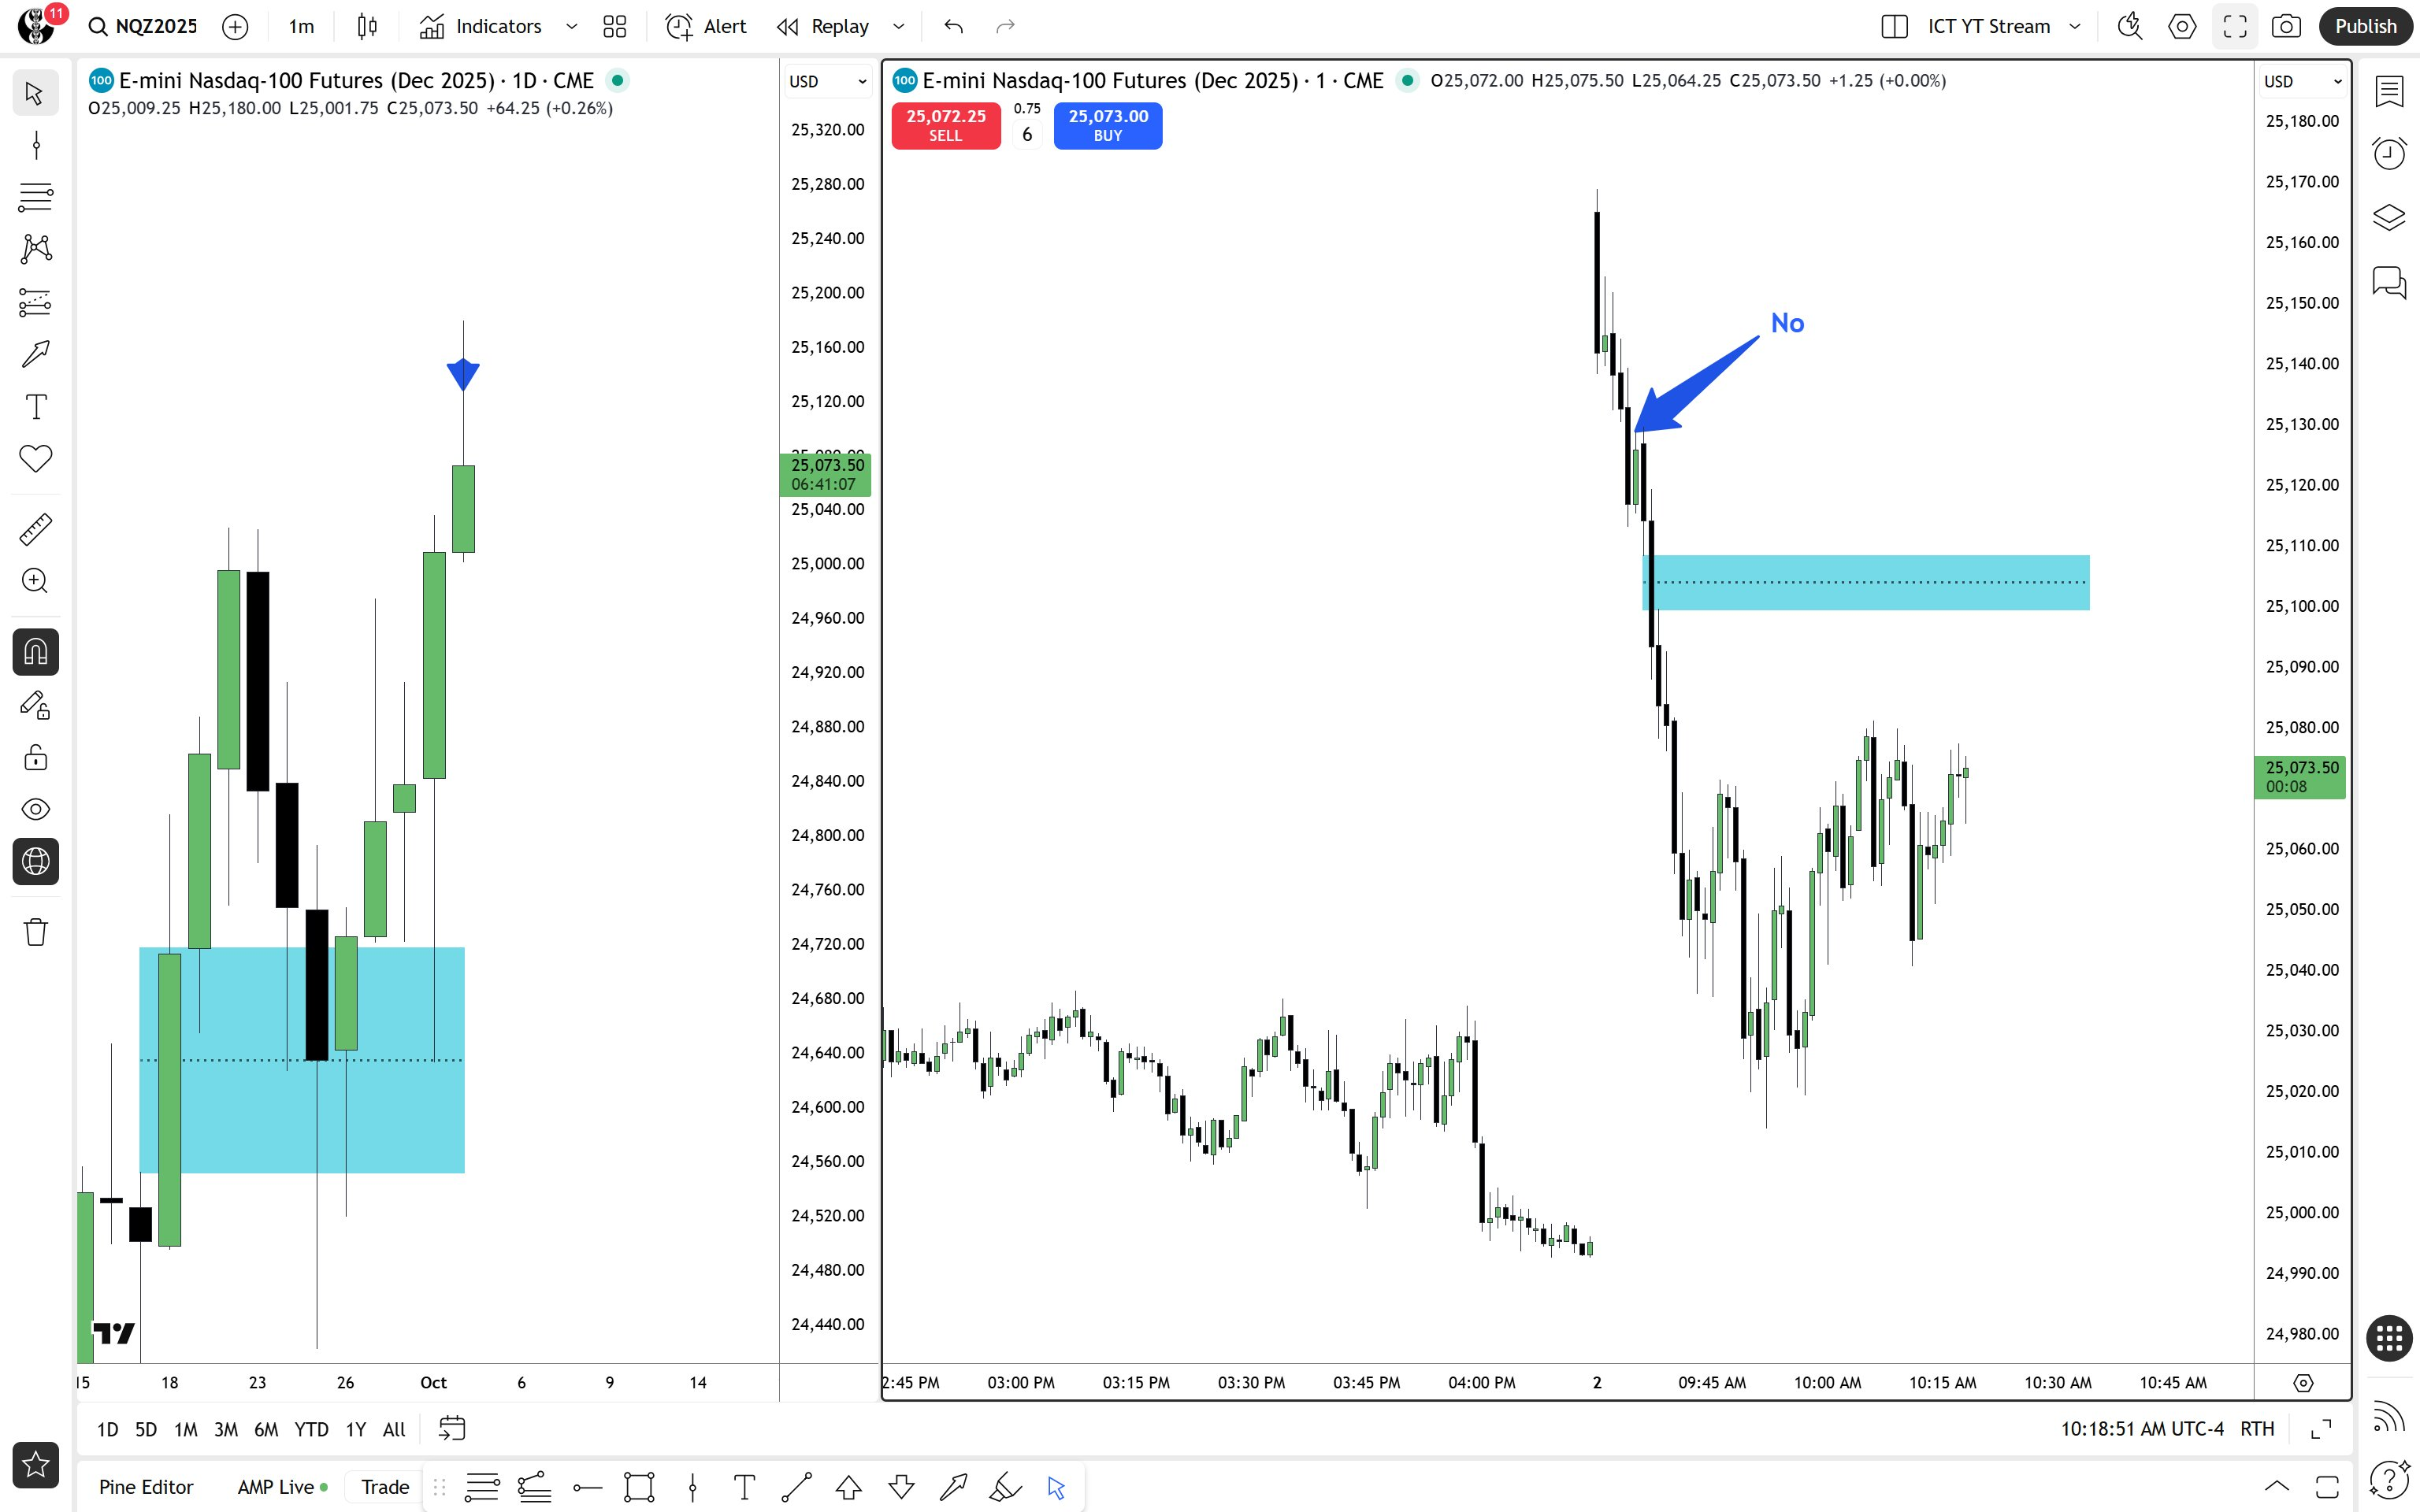 11
NQZ2025
1m
Indicators
Alert
Replay
ICT YT Stream
Publish
100 E-mini Nasdaq-100 Futures (Dec 2025) · 1D · CME
O25,009.25 H25,180.00 L25,001.75 C25,073.50 +64.25 (+0.26%)
USD
25,320.00
25,280.00
25,240.00
25,200.00
25,160.00
25,120.00
25,080.00
25,073.50
06:41:07
25,040.00
25,000.00
24,960.00
24,920.00
24,880.00
24,840.00
24,800.00
24,760.00
24,720.00
24,680.00
24,640.00
24,600.00
24,560.00
24,520.00
24,480.00
24,440.00
15 18 23 26 Oct 6 9 14
100 E-mini Nasdaq-100 Futures (Dec 2025) · 1 · CME O25,072.00 H25,075.50 L25,064.25 C25,073.50 +1.25 (+0.00%)
25,072.25
SELL
0.75
6
25,073.00
BUY
No
USD
25,180.00
25,170.00
25,160.00
25,150.00
25,140.00
25,130.00
25,120.00
25,110.00
25,100.00
25,090.00
25,080.00
25,073.50
00:08
25,060.00
25,050.00
25,040.00
25,030.00
25,020.00
25,010.00
25,000.00
24,990.00
24,980.00
2:45 PM 03:00 PM 03:15 PM 03:30 PM 03:45 PM 04:00 PM 2 09:45 AM 10:00 AM 10:15 AM 10:30 AM 10:45 AM
1D 5D 1M 3M 6M YTD 1Y All
10:18:51 AM UTC-4 RTH
Pine Editor AMP Live Trade